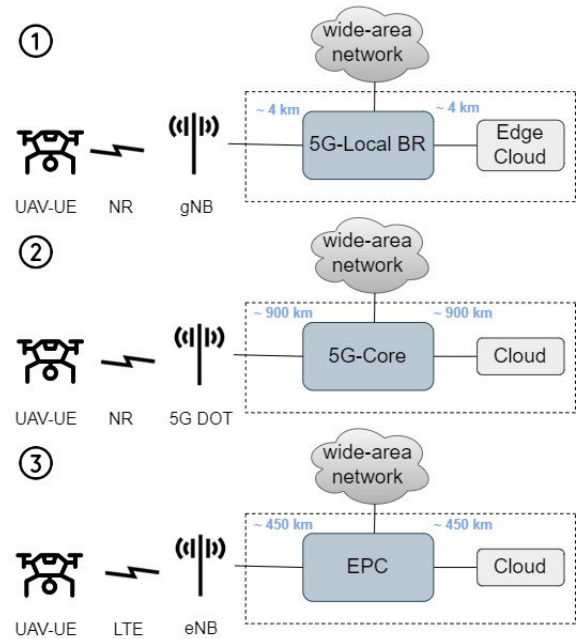 ①
wide-area
network
~ 4 km
~ 4 km
5G-Local BR
Edge
Cloud
UAV-UE
NR
gNB
②
wide-area
network
~ 900 km
~ 900 km
5G-Core
Cloud
UAV-UE
NR
5G DOT
③
wide-area
network
~ 450 km
~ 450 km
EPC
Cloud
UAV-UE
LTE
eNB